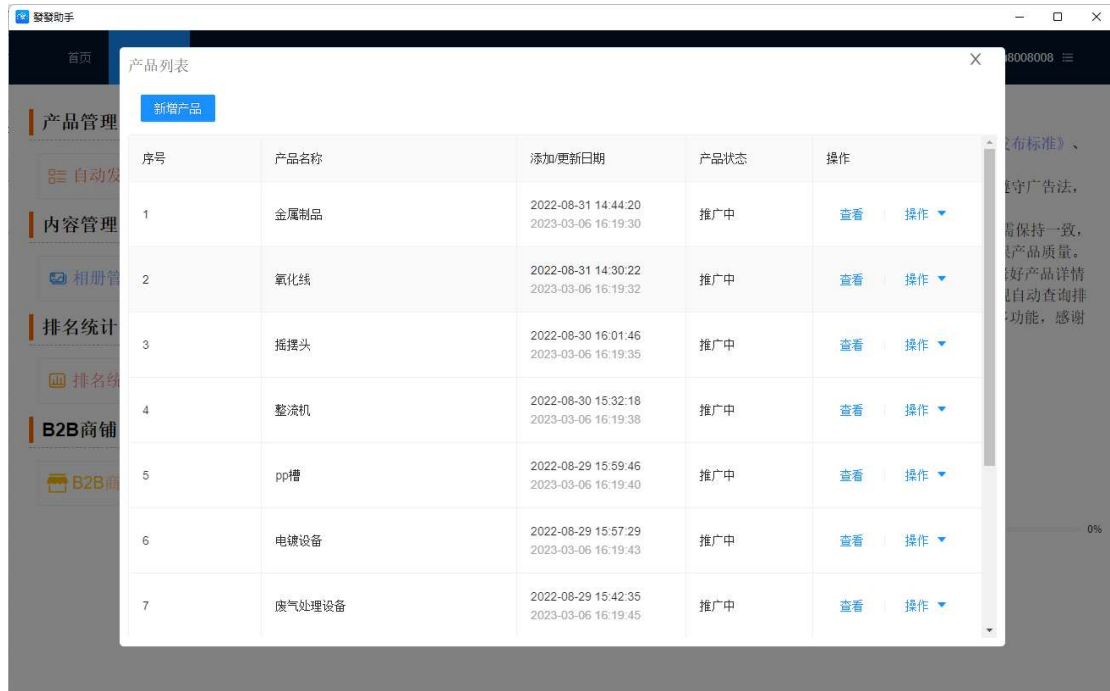 發發助手
首页
8008008
产品列表
X
新增产品
产品管理
自动发
内容管理
相册管
排名统计
排名统
B2B商铺
B2B商
序号 产品名称 添加/更新日期 产品状态 操作
1 金属制品 2022-08-31 14:44:20 推广中 查看 操作
2023-03-06 16:19:30
2 氧化线 2022-08-31 14:30:22 推广中 查看 操作
2023-03-06 16:19:32
3 摇摆头 2022-08-30 16:01:46 推广中 查看 操作
2023-03-06 16:19:35
4 整流机 2022-08-30 15:32:18 推广中 查看 操作
2023-03-06 16:19:38
5 pp槽 2022-08-29 15:59:46 推广中 查看 操作
2023-03-06 16:19:40
6 电镀设备 2022-08-29 15:57:29 推广中 查看 操作
2023-03-06 16:19:43
7 废气处理设备 2022-08-29 15:42:35 推广中 查看 操作
2023-03-06 16:19:45
布标准》、
守广告法，
需保持一致，
产品质量。
好产品详情
自动查询排
功能，感谢
0%